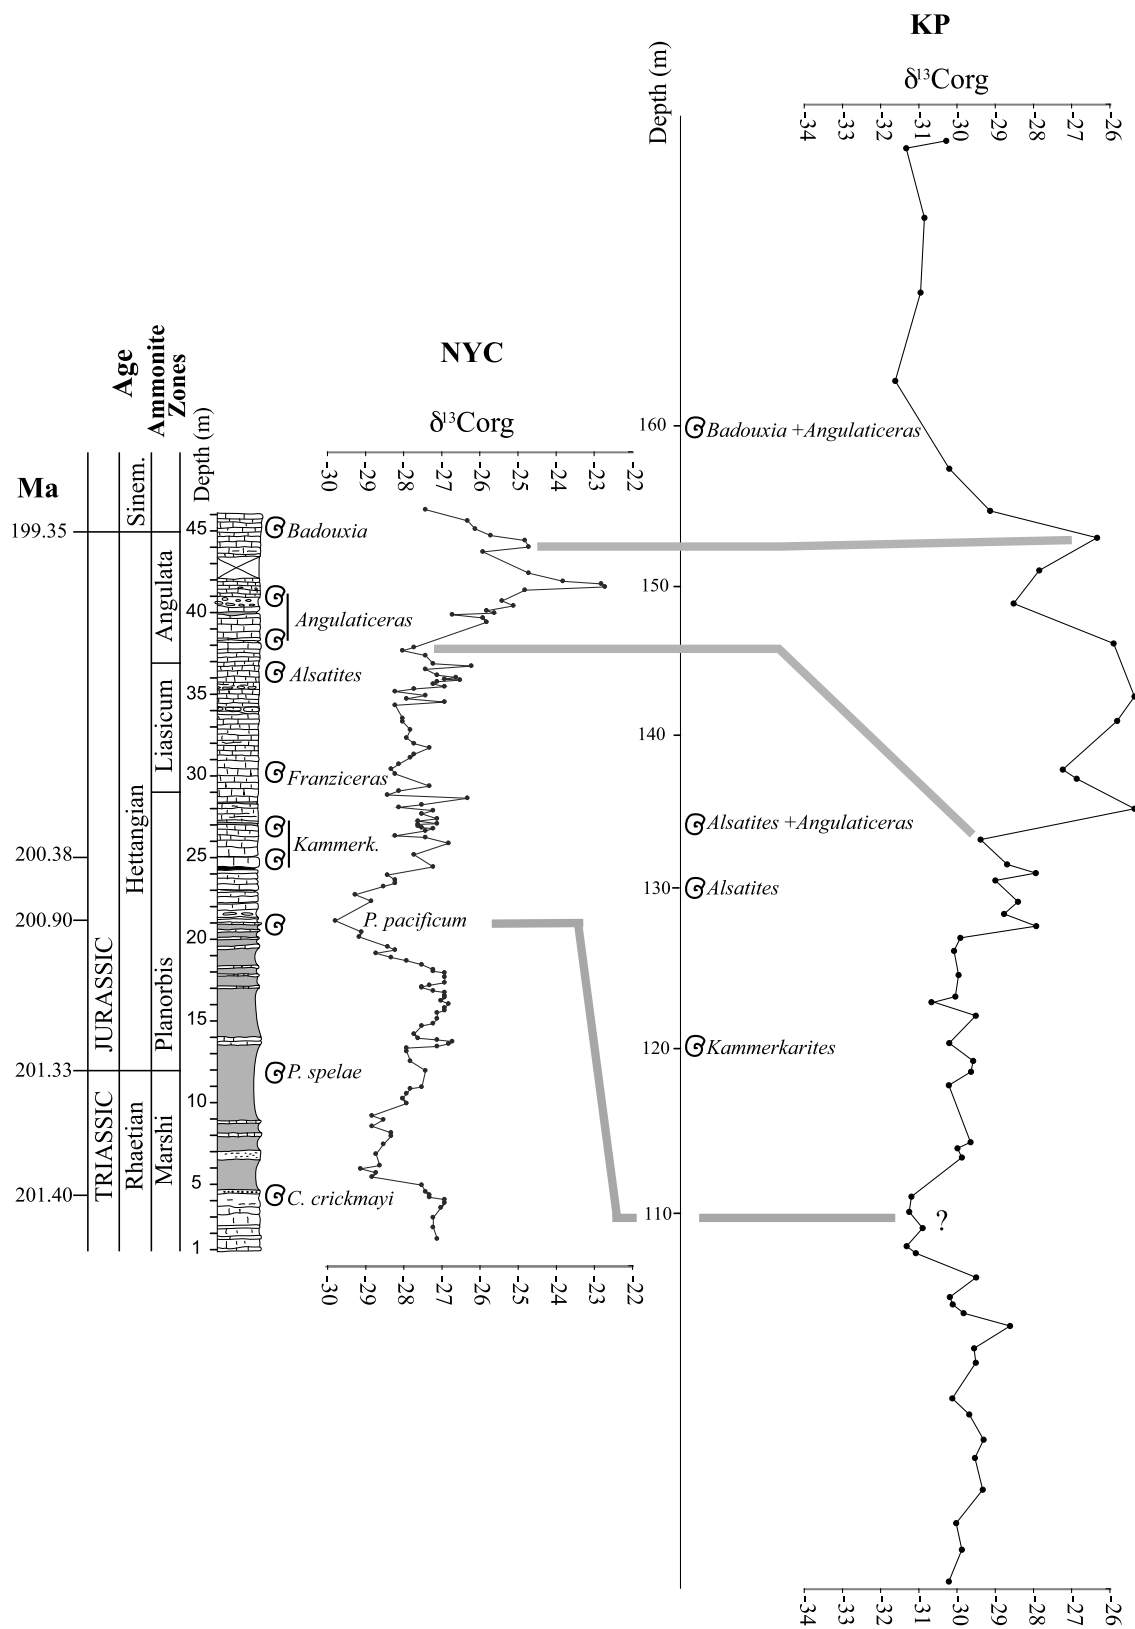 KP
δ13Corg
Depth (m)
-34 -33 -32 -31 -30 -29 -28 -27 -26
NYC
δ13Corg
-30 -29 -28 -27 -26 -25 -24 -23 -22
Age
Ammonite
Zones
Depth (m)
Ma
199.35
200.38
200.90
201.33
201.40
JURASSIC
TRIASSIC
Sinem.
Hettangian
Rhaetian
Angulata
Liasicum
Planorbis
Marshi
45
40
35
30
25
20
15
10
5
1
Badouxia
Angulaticeras
Alsatites
Franziceras
Kammerk.
P. pacificum
P. spelae
C. crickmayi
-30 -29 -28 -27 -26 -25 -24 -23 -22
160
150
140
130
120
110
Badouxia +Angulaticeras
Alsatites +Angulaticeras
Alsatites
Kammerkarites
?
-34 -33 -32 -31 -30 -29 -28 -27 -26